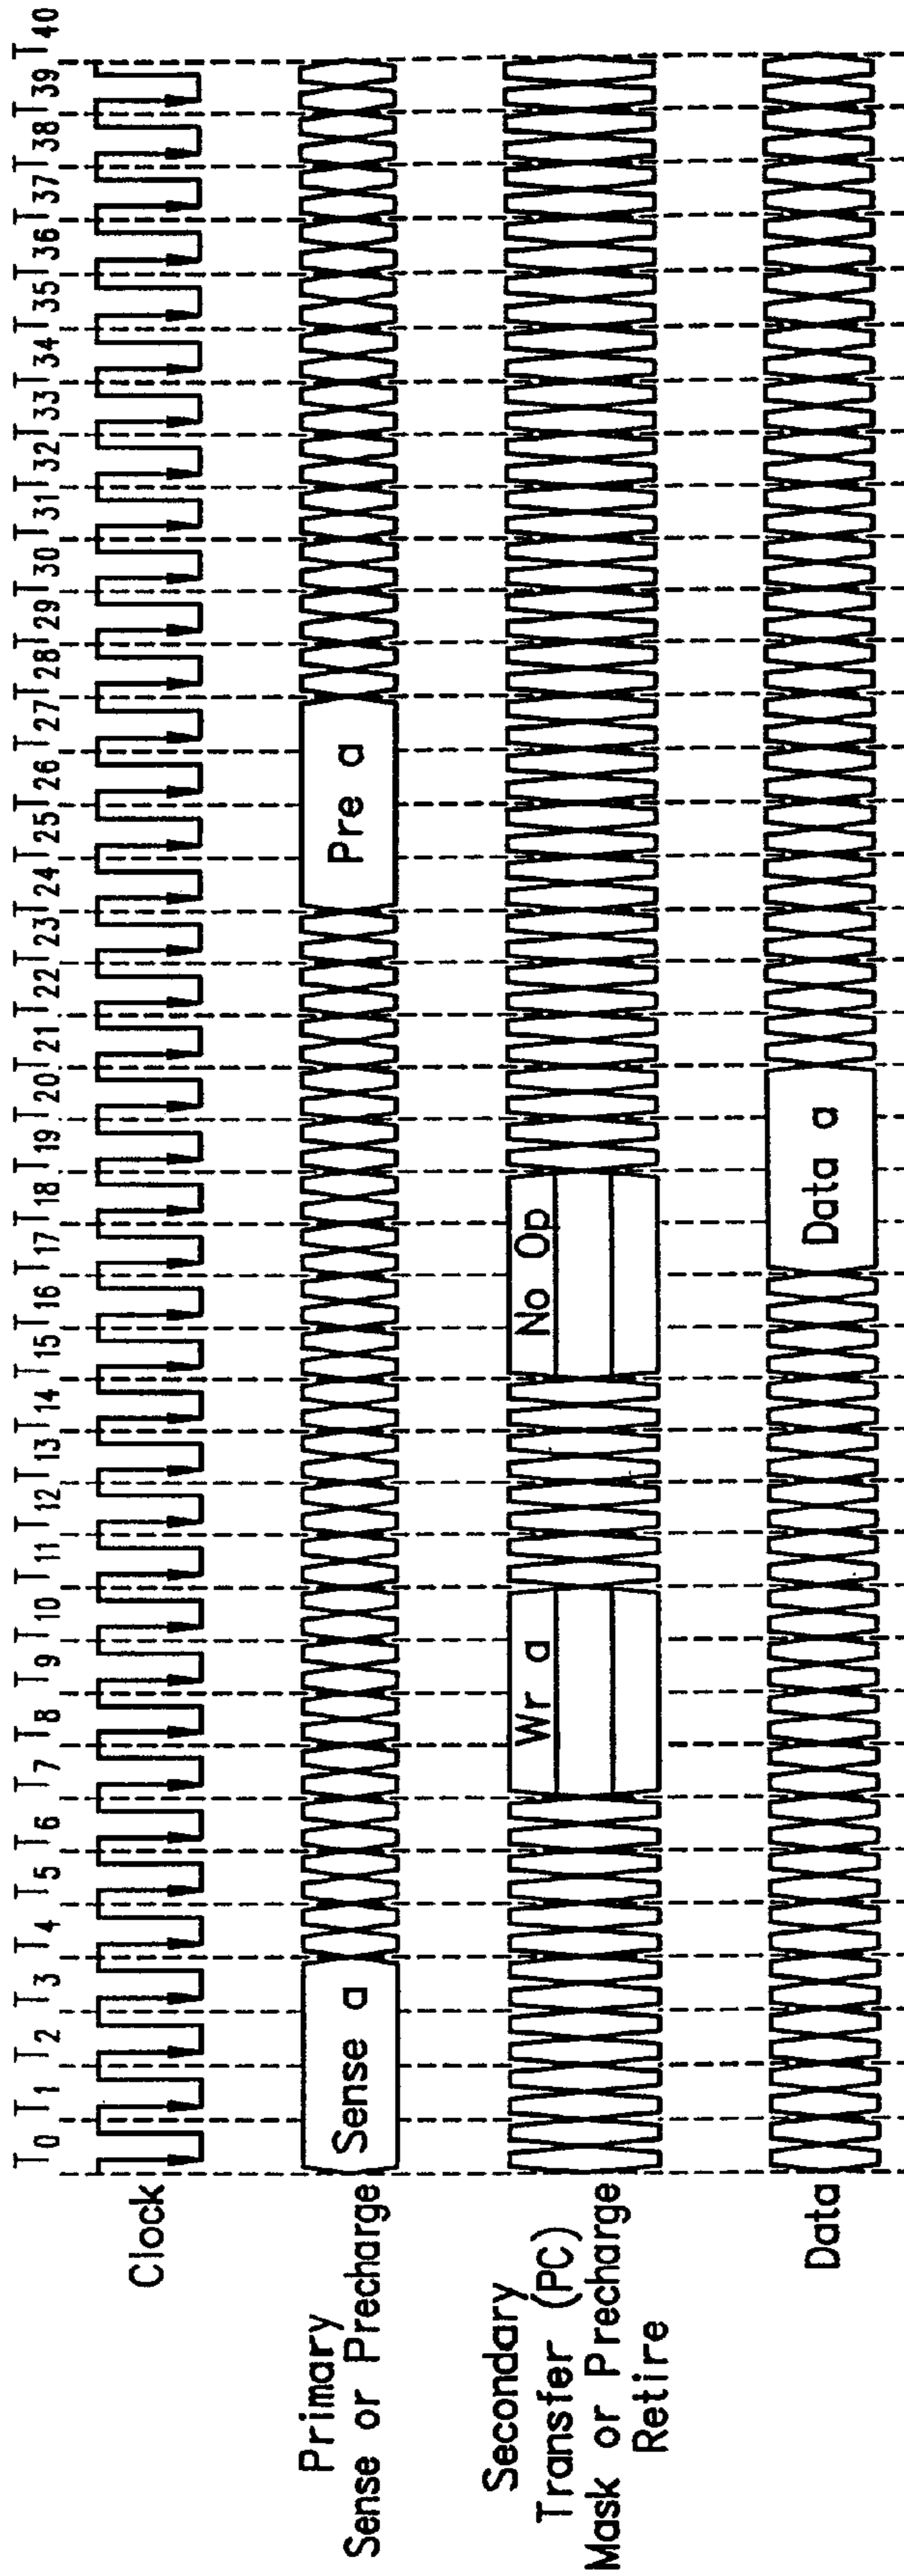 T0 T1 T2 T3 T4 T5 T6 T7 T8 T9 T10 T11 T12 T13 T14 T15 T16 T17 T18 T19 T20 T21 T22 T23 T24 T25 T26 T27 T28 T29 T30 T31 T32 T33 T34 T35 T36 T37 T38 T39 T40
Clock
Primary
Sense or Precharge
Sense a
Pre a
Secondary
Transfer (PC)
Mask or Precharge
Retire
Wr a
No Op
Data
Data a